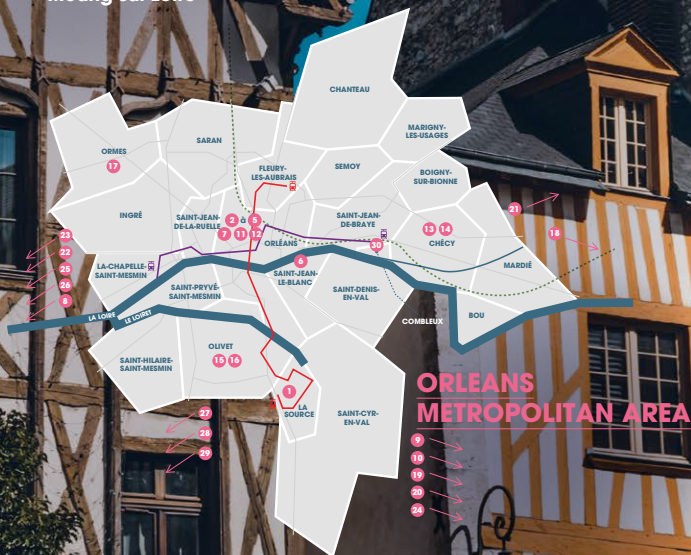 CHANTEAU
MARIGNY-
LES-USAGES
SARAN
ORMES
17
FLEURY-
LES-AUBRAIS
SEMOY
BOIGNY-
SUR-BIONNE
INGRÉ
SAINT-JEAN-
DE-LA-RUELLE
2 à 5
7 11 12
ORLÉANS
SAINT-JEAN-
DE-BRAYE
30
13 14
CHÉCY
21
18
23
22
25
26
8
LA-CHAPELLE-
SAINT-MESMIN
6
SAINT-JEAN-
LE-BLANC
MARDIÉ
SAINT-PRYVÉ-
SAINT-MESMIN
SAINT-DENIS-
EN-VAL
LA LOIRE
LE LOIRET
COMBLEUX
BOU
SAINT-HILAIRE-
SAINT-MESMIN
OLIVET
15 16
1
LA
SOURCE
SAINT-CYR-
EN-VAL
27
28
29
ORLEANS
METROPOLITAN AREA
9
10
19
20
24